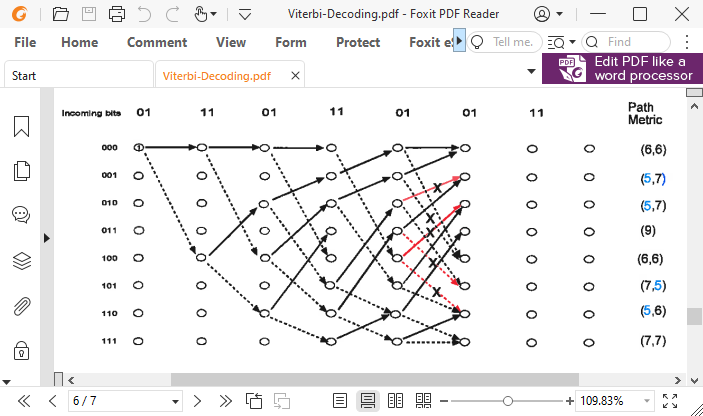 Viterbi-Decoding.pdf - Foxit PDF Reader
File Home Comment View Form Protect Foxit eS Tell me. Find
Start Viterbi-Decoding.pdf Edit PDF like a word processor
Incoming bits 01 11 01 11 01 01 11 Path Metric
000 1 (6,6)
001 X (5,7)
010 X (5,7)
011 X (9)
100 X (6,6)
101 X (7,5)
110 (5,6)
111 (7,7)
6 / 7 109.83%